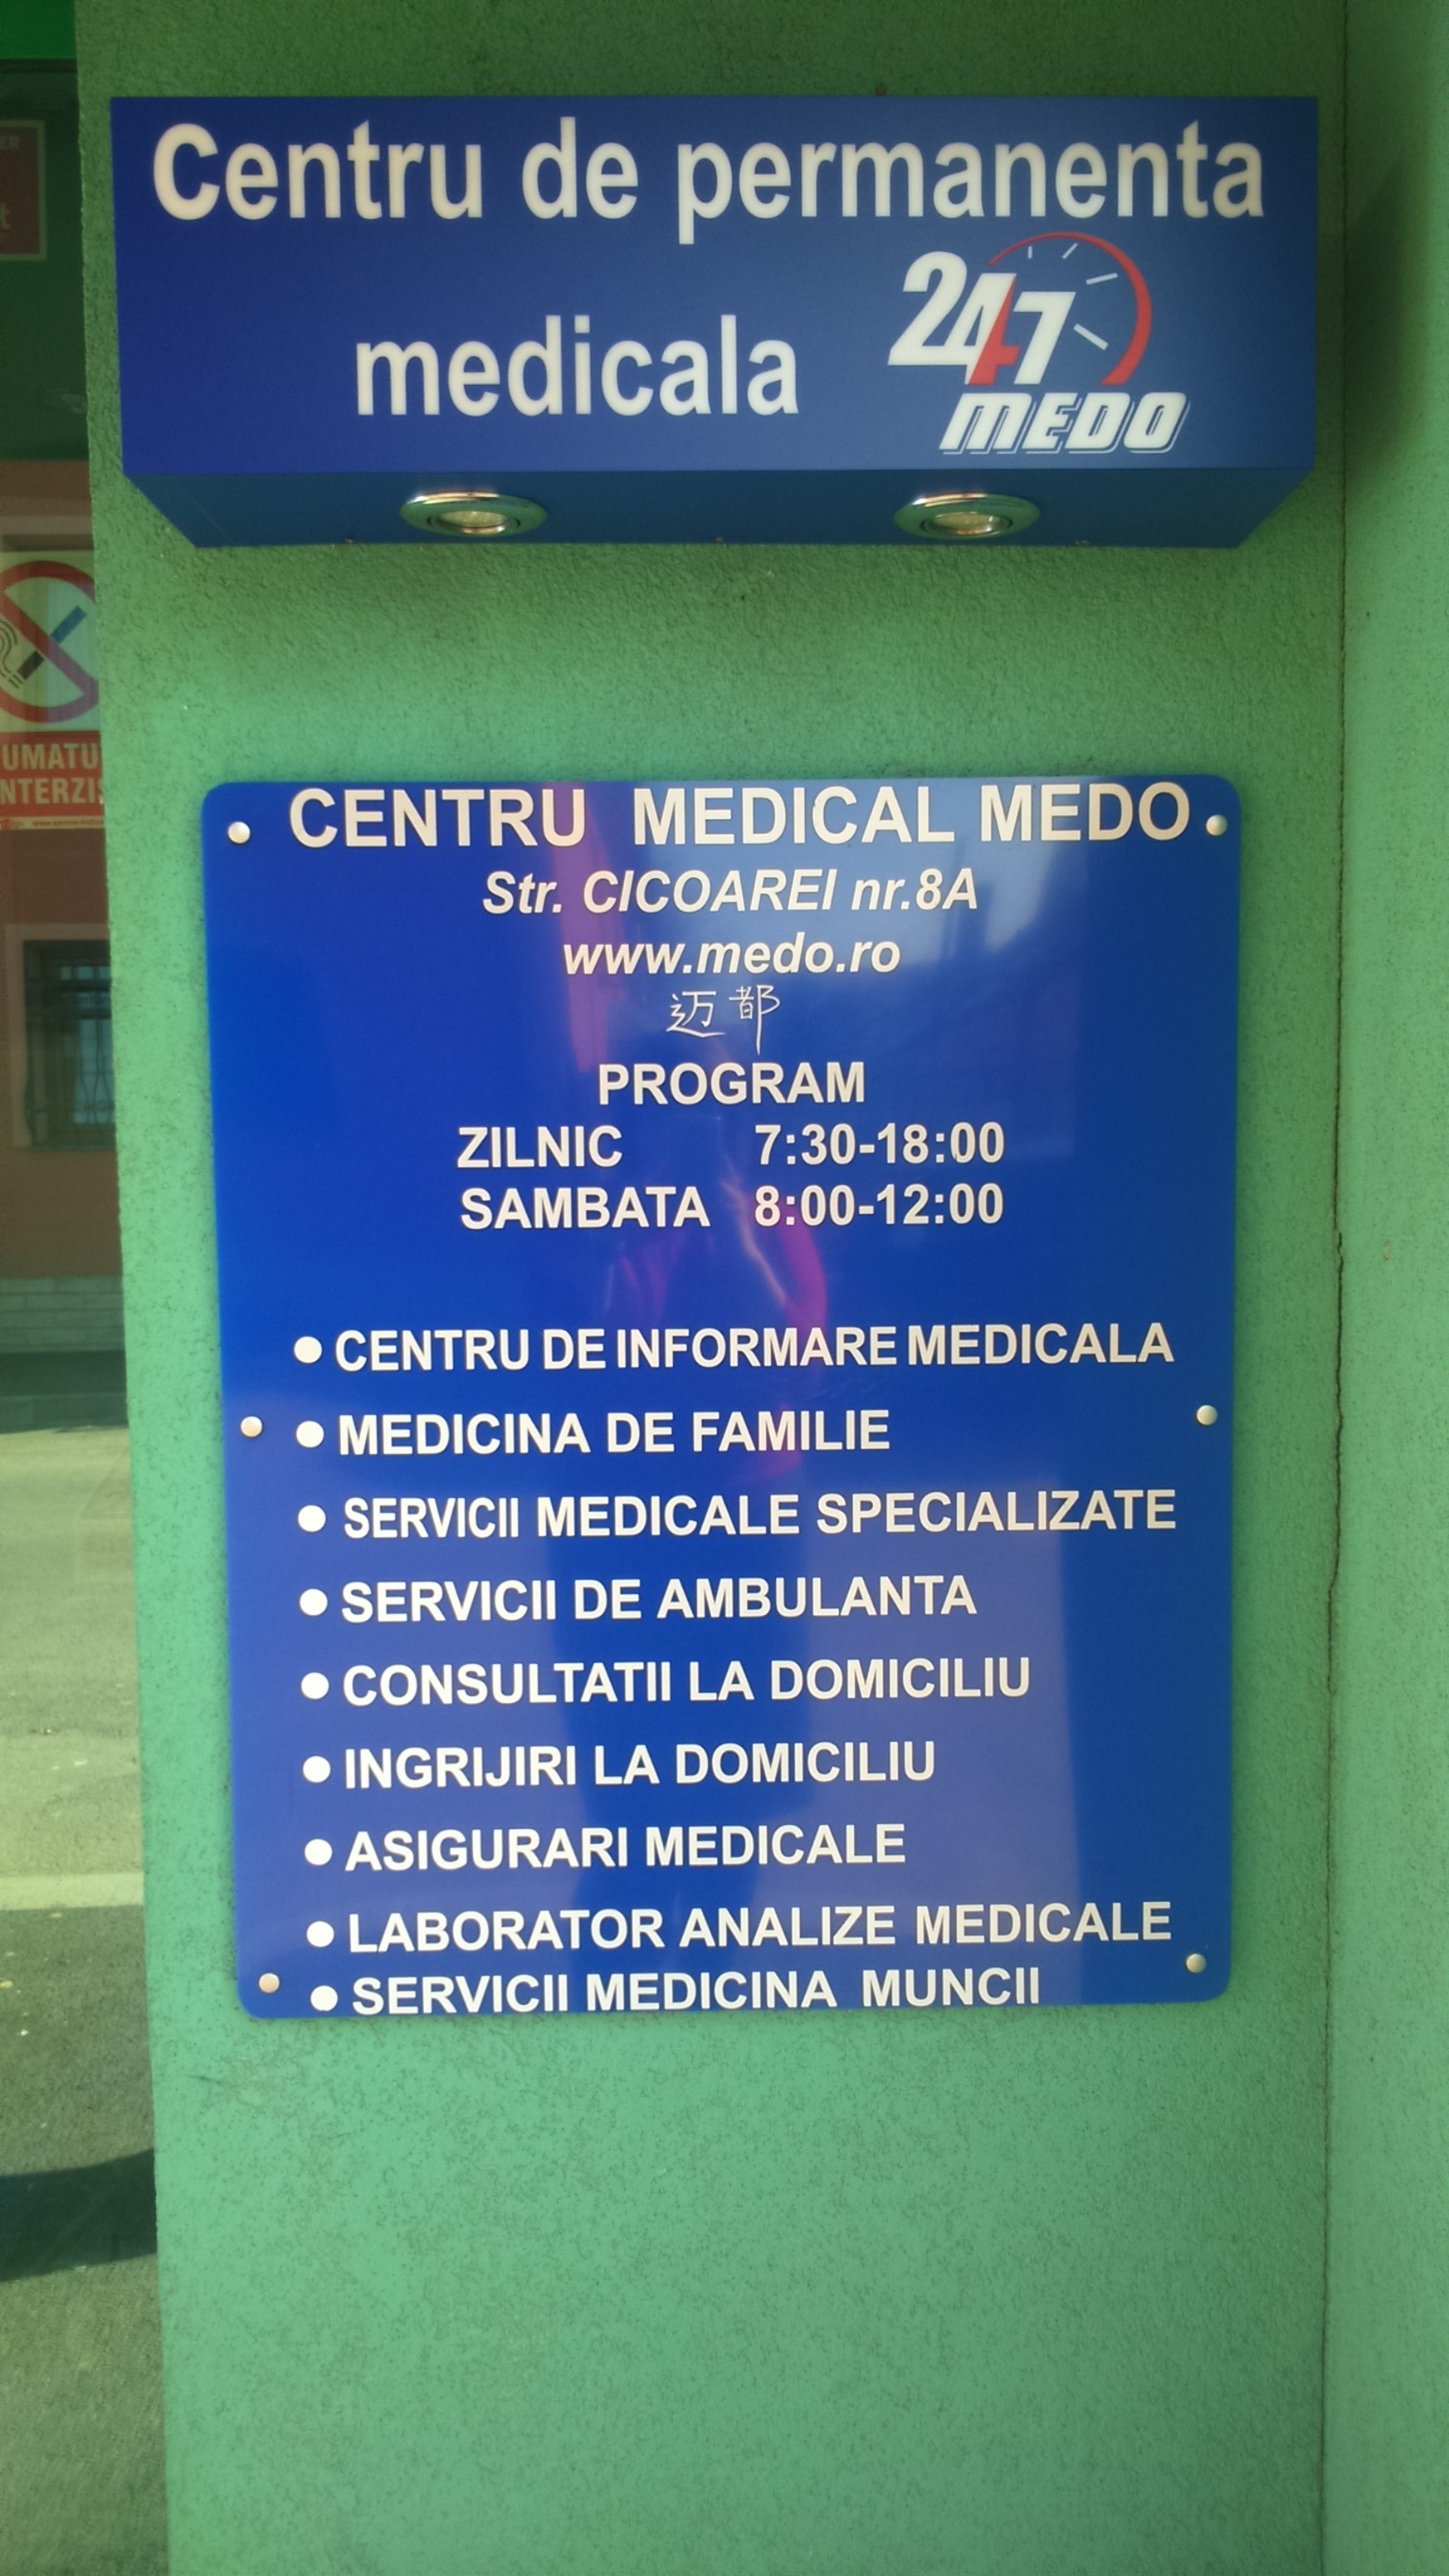 Centru de permanenta
medicala
24/7
MEDO
UMATU
NTERZIS
CENTRU MEDICAL MEDO
Str. CICOAREI nr.8A
www.medo.ro
迈都
PROGRAM
ZILNIC 7:30-18:00
SAMBATA 8:00-12:00
● CENTRU DE INFORMARE MEDICALA
● MEDICINA DE FAMILIE
● SERVICII MEDICALE SPECIALIZATE
● SERVICII DE AMBULANTA
● CONSULTATII LA DOMICILIU
● INGRIJIRI LA DOMICILIU
● ASIGURARI MEDICALE
● LABORATOR ANALIZE MEDICALE
● SERVICII MEDICINA MUNCII